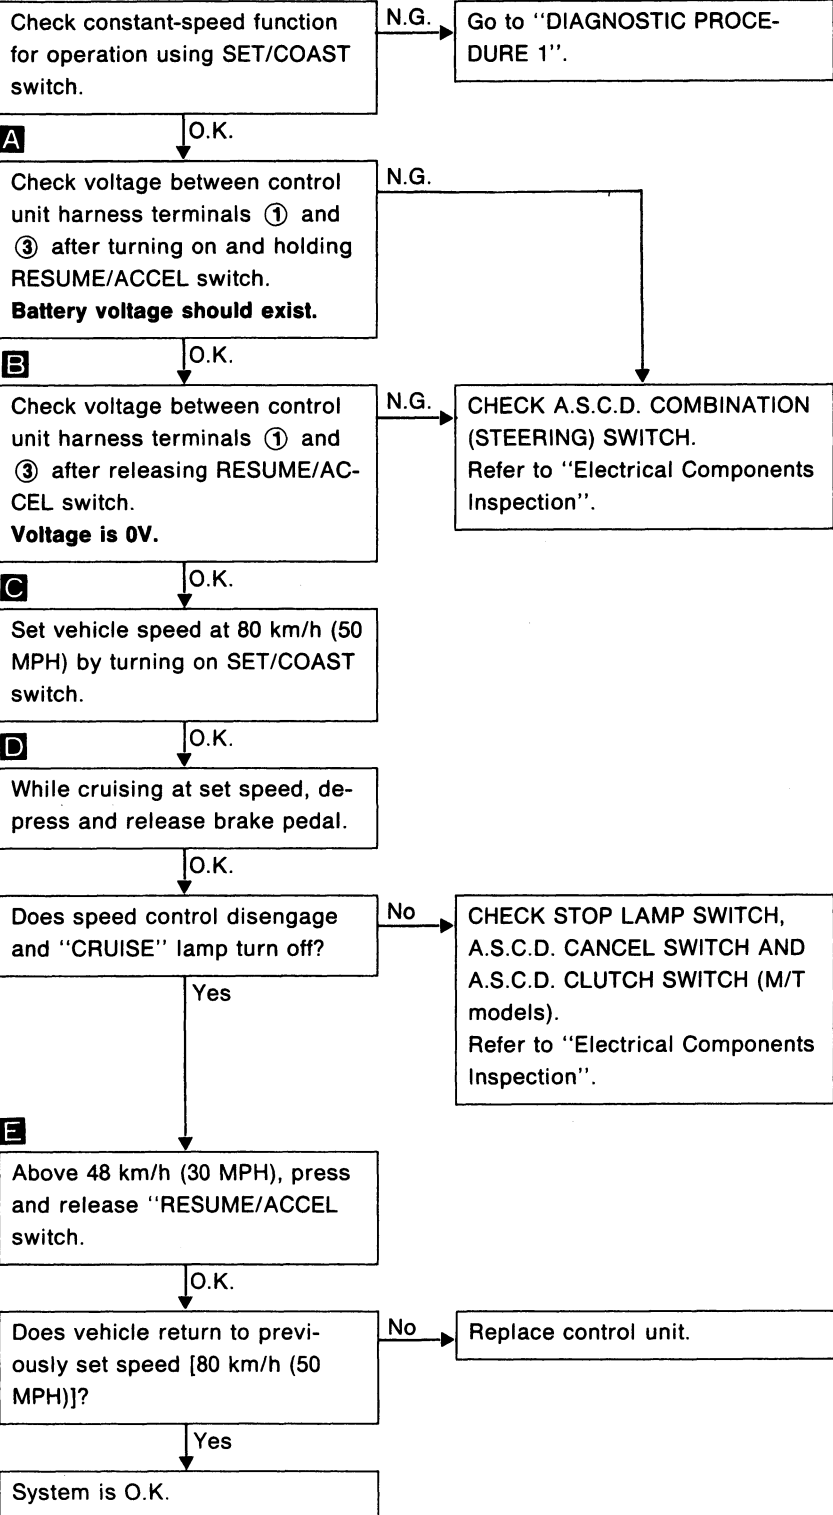 Check constant-speed function
for operation using SET/COAST
switch.
N.G.
Go to "DIAGNOSTIC PROCE-
DURE 1".
O.K.
A
Check voltage between control
unit harness terminals ① and
③ after turning on and holding
RESUME/ACCEL switch.
Battery voltage should exist.
N.G.
O.K.
B
Check voltage between control
unit harness terminals ① and
③ after releasing RESUME/AC-
CEL switch.
Voltage is 0V.
N.G.
CHECK A.S.C.D. COMBINATION
(STEERING) SWITCH.
Refer to "Electrical Components
Inspection".
O.K.
C
Set vehicle speed at 80 km/h (50
MPH) by turning on SET/COAST
switch.
O.K.
D
While cruising at set speed, de-
press and release brake pedal.
O.K.
Does speed control disengage
and "CRUISE" lamp turn off?
No
CHECK STOP LAMP SWITCH,
A.S.C.D. CANCEL SWITCH AND
A.S.C.D. CLUTCH SWITCH (M/T
models).
Refer to "Electrical Components
Inspection".
Yes
E
Above 48 km/h (30 MPH), press
and release "RESUME/ACCEL
switch.
O.K.
Does vehicle return to previ-
ously set speed [80 km/h (50
MPH)]?
No
Replace control unit.
Yes
System is O.K.